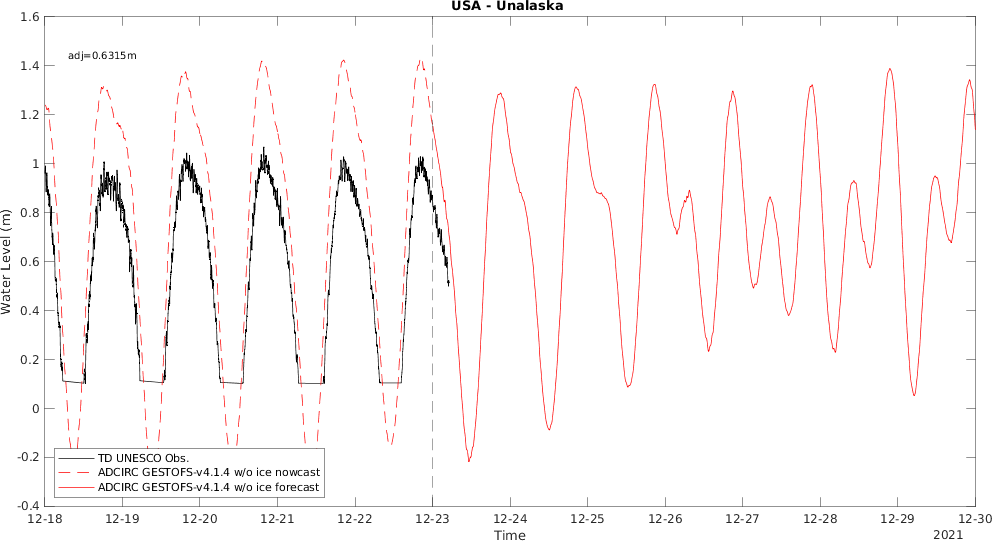 USA - Unalaska
1.6
1.4
1.2
1
0.8
0.6
0.4
0.2
0
-0.2
-0.4
Water Level (m)
adj=0.6315m
TD UNESCO Obs.
ADCIRC GESTOFS-v4.1.4 w/o ice nowcast
ADCIRC GESTOFS-v4.1.4 w/o ice forecast
12-18 12-19 12-20 12-21 12-22 12-23 12-24 12-25 12-26 12-27 12-28 12-29 12-30
Time
2021